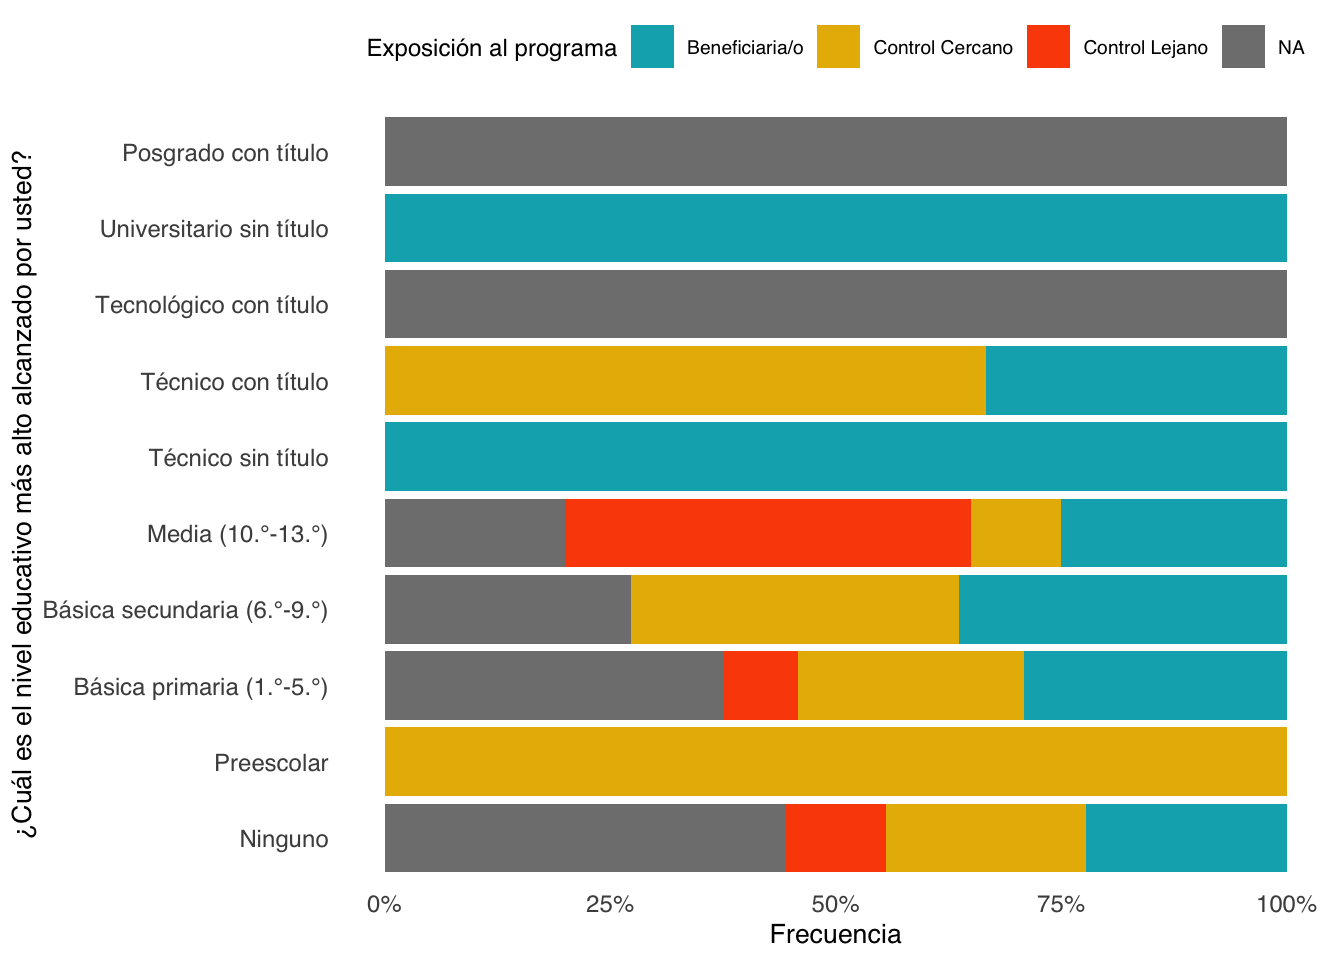 Exposición al programa Beneficiaria/o Control Cercano Control Lejano NA
¿Cuál es el nivel educativo más alto alcanzado por usted?
Posgrado con título
Universitario sin título
Tecnológico con título
Técnico con título
Técnico sin título
Media (10.°-13.°)
Básica secundaria (6.°-9.°)
Básica primaria (1.°-5.°)
Preescolar
Ninguno
0% 25% 50% 75% 100%
Frecuencia